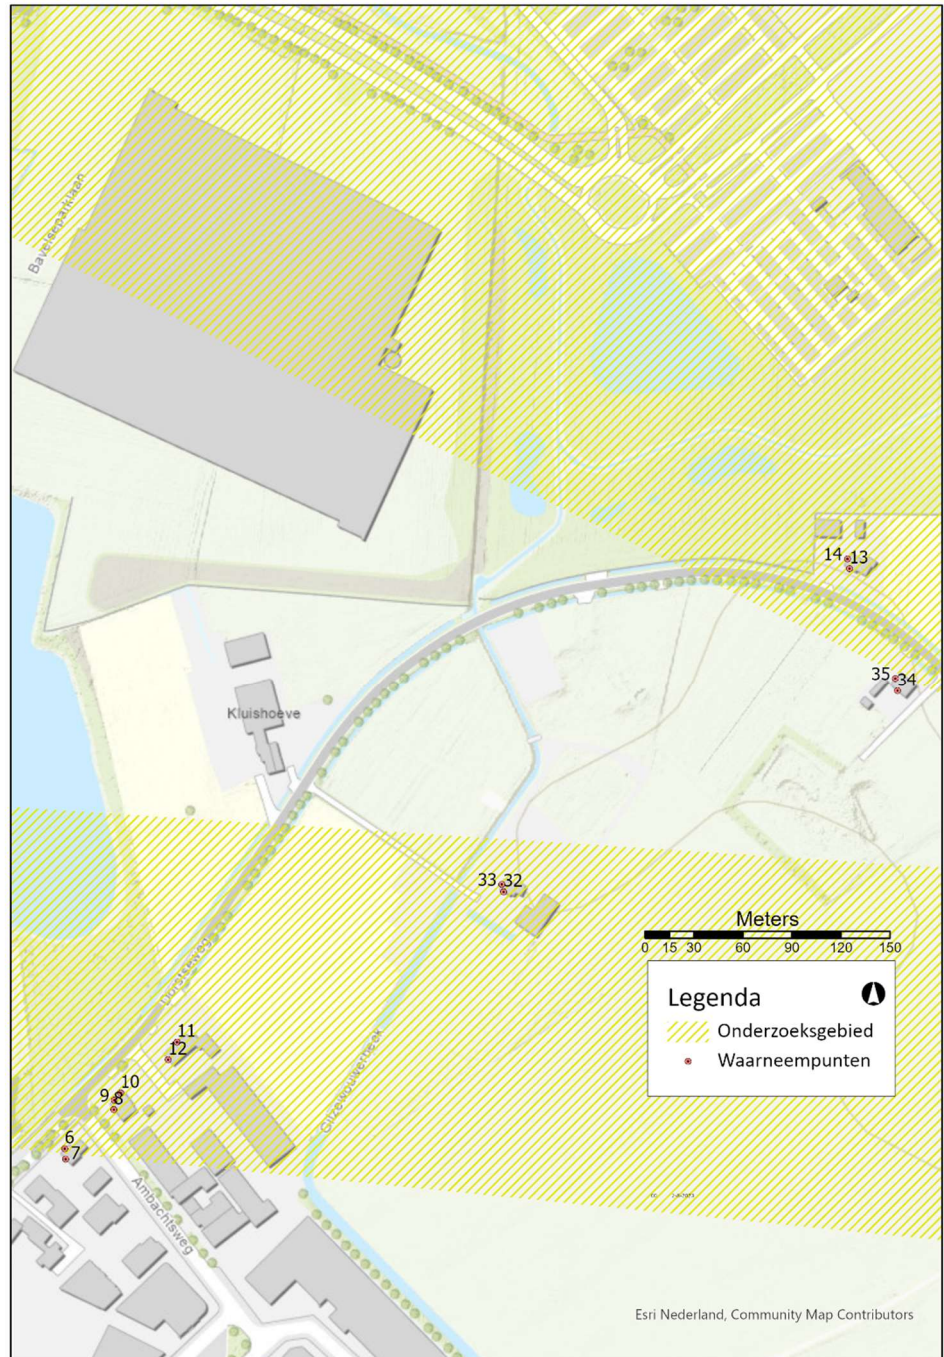 Bavelseparklaan
14 13
35 34
Kluishoeve
33 32
Meters
0 15 30 60 90 120 150
Legenda
Onderzoeksgebied
Waarneempunten
Dorstseweg
11
12
10
9 8
6
7
Gilzewouwerbeek
Ambachtsweg
Esri Nederland, Community Map Contributors